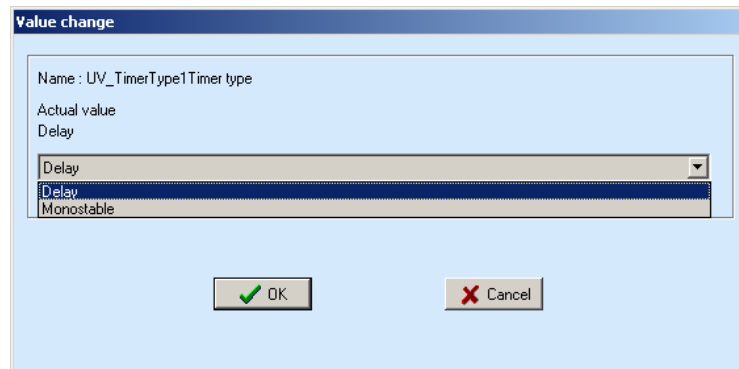 Value change
Name : UV_TimerType1Timer type
Actual value
Delay
Delay
Delay
Monostable
OK
Cancel